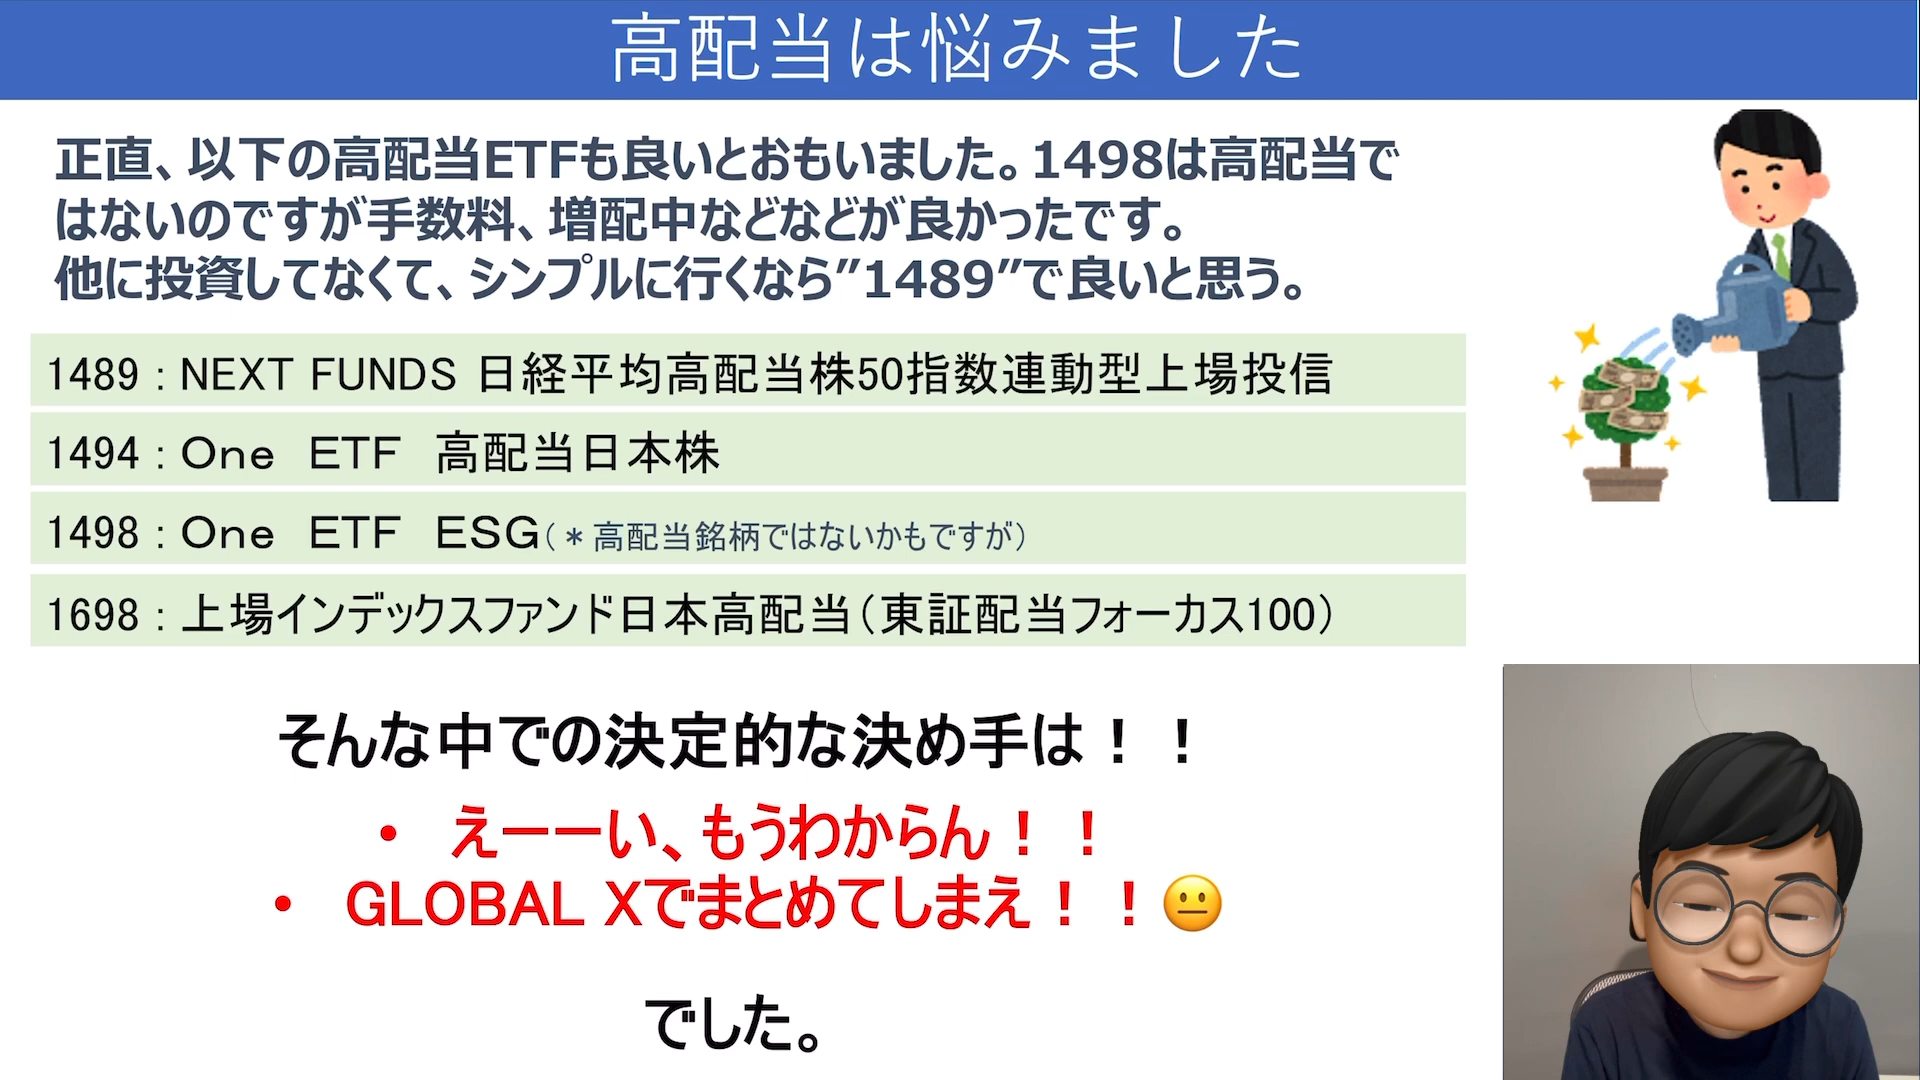 高配当は悩みました
正直、以下の高配当ETFも良いとおもいました。1498は高配当で
はないのですが手数料、増配中などなどが良かったです。
他に投資してなくて、シンプルに行くなら”1489”で良いと思う。
1489：NEXT FUNDS 日経平均高配当株50指数連動型上場投信
1494：One　ETF　高配当日本株
1498：One　ETF　ESG（＊高配当銘柄ではないかもですが）
1698：上場インデックスファンド日本高配当（東証配当フォーカス100）
そんな中での決定的な決め手は！！
• えーーい、もうわからん！！
• GLOBAL Xでまとめてしまえ！！😐
でした。